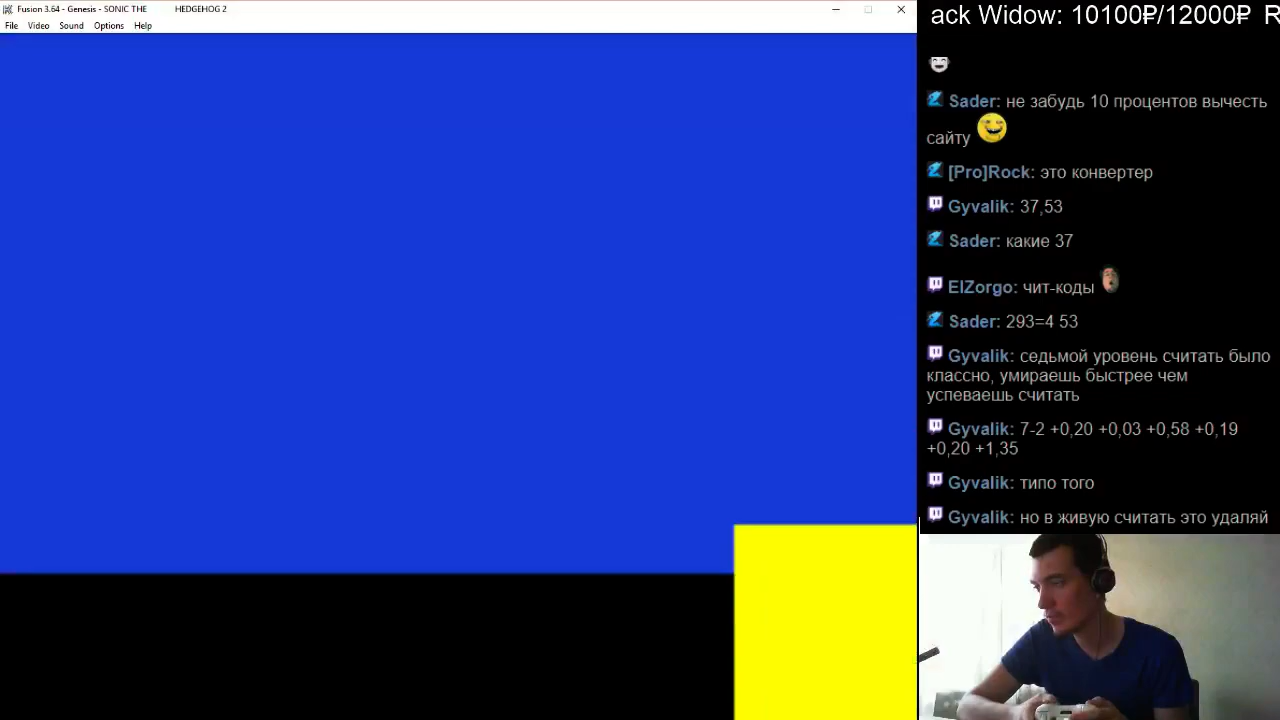 Fusion 3.64 - Genesis - SONIC THE HEDGEHOG 2
File Video Sound Options Help
ack Widow: 10100₽/12000₽ R
Sader: не забудь 10 процентов вычесть
сайту
[Pro]Rock: это конвертер
Gyvalik: 37,53
Sader: какие 37
ElZorgo: чит-коды
Sader: 293=4 53
Gyvalik: седьмой уровень считать было
классно, умираешь быстрее чем
успеваешь считать
Gyvalik: 7-2 +0,20 +0,03 +0,58 +0,19
+0,20 +1,35
Gyvalik: типо того
Gyvalik: но в живую считать это удаляй